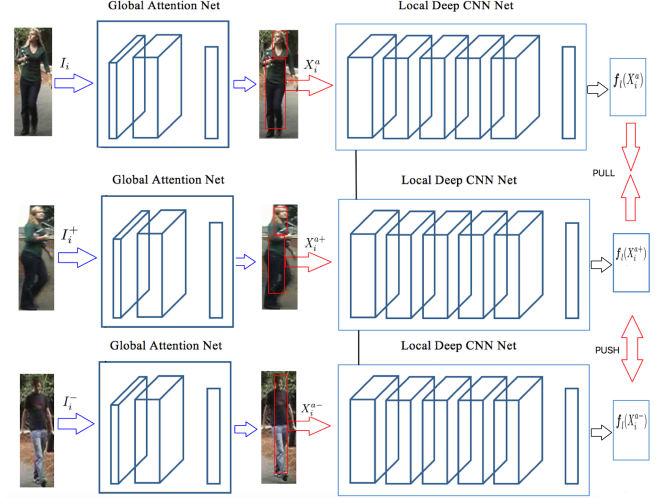 Global Attention Net
Local Deep CNN Net
I_i
X_i^a
f_l(X_i^a)
PULL
Global Attention Net
Local Deep CNN Net
I_i^+
X_i^{a+}
f_l(X_i^{a+})
PUSH
Global Attention Net
Local Deep CNN Net
I_i^-
X_i^{a-}
f_l(X_i^{a-})